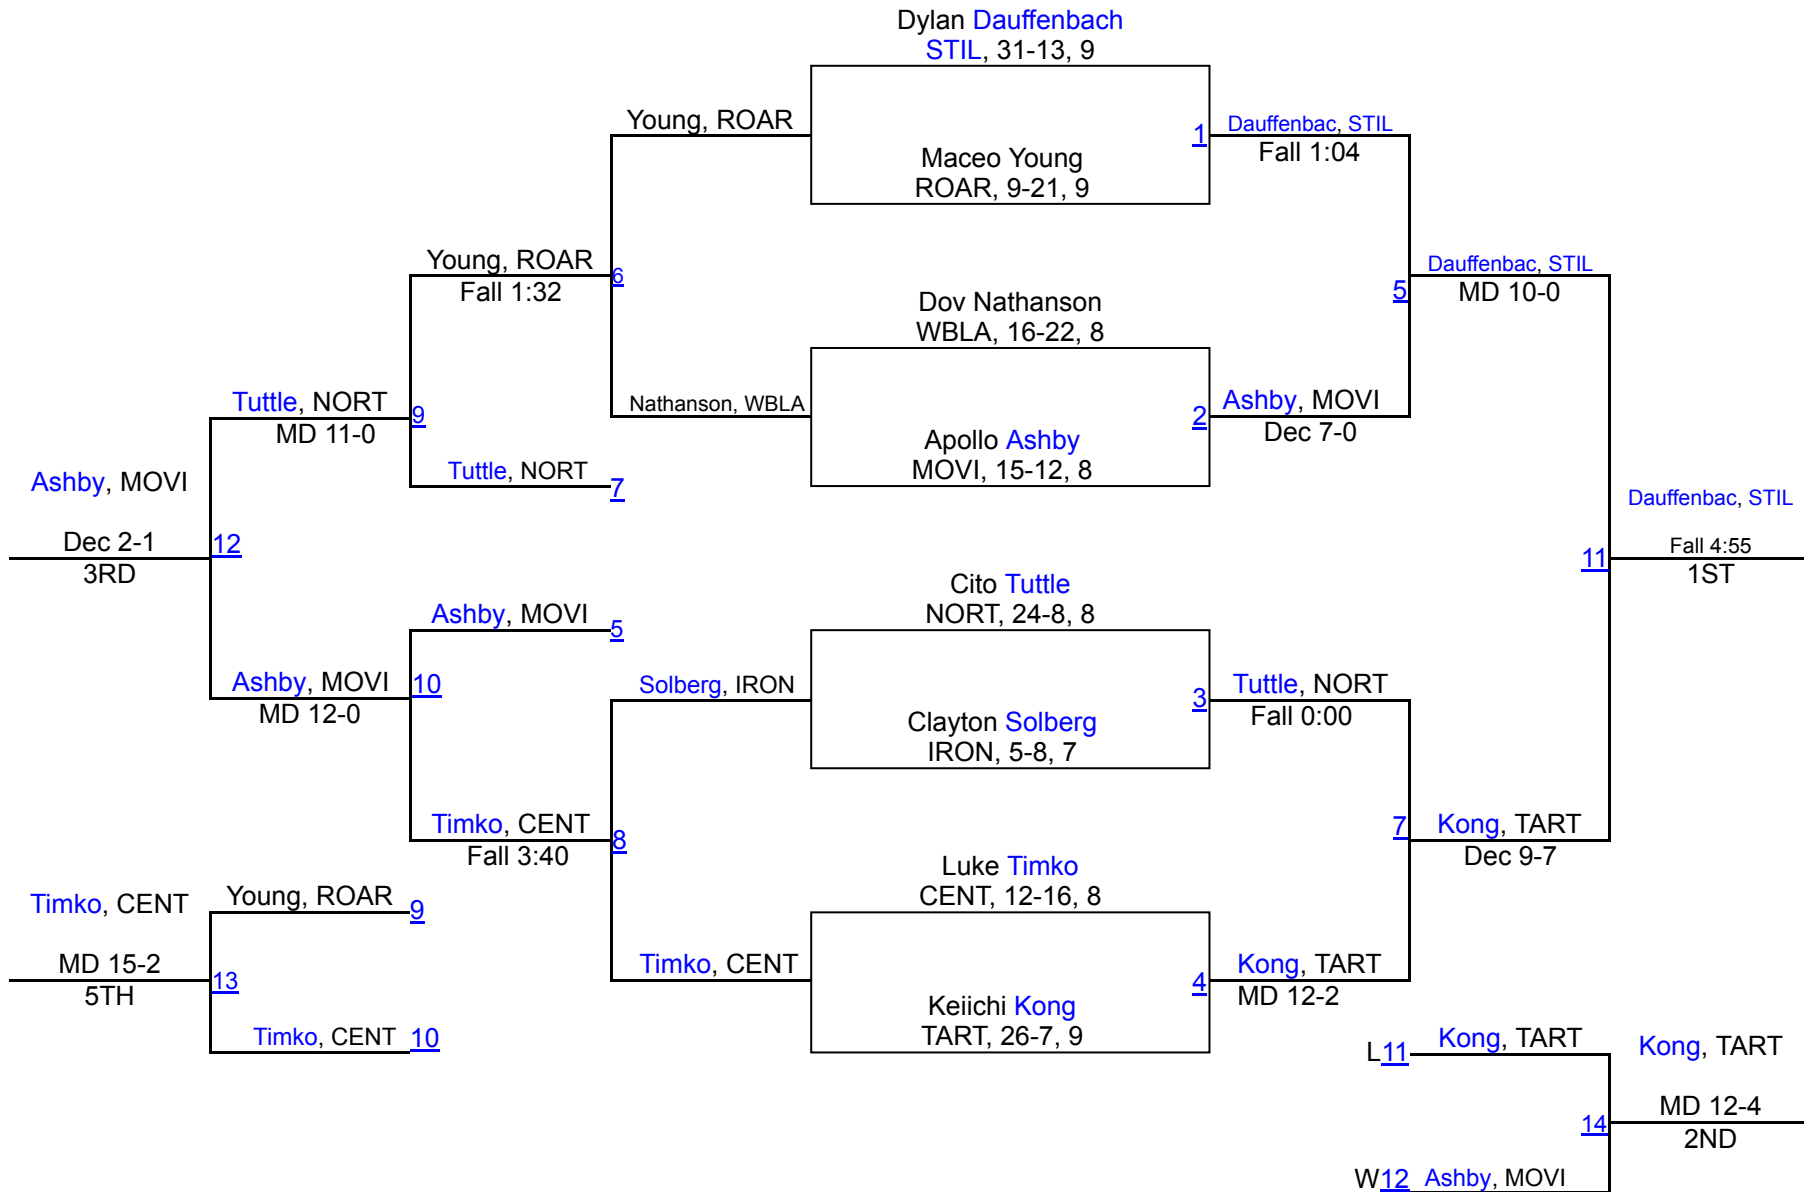 Dylan Dauffenbach
STIL, 31-13, 9
Young, ROAR
1
Dauffenbac, STIL
Fall 1:04
Maceo Young
ROAR, 9-21, 9
Young, ROAR
Fall 1:32
6
Dauffenbac, STIL
MD 10-0
5
Dov Nathanson
WBLA, 16-22, 8
Tuttle, NORT
MD 11-0
9
Nathanson, WBLA
2
Ashby, MOVI
Dec 7-0
Apollo Ashby
MOVI, 15-12, 8
Tuttle, NORT
7
Ashby, MOVI
Dec 2-1
3RD
12
Dauffenbac, STIL
Fall 4:55
1ST
11
Cito Tuttle
NORT, 24-8, 8
Ashby, MOVI
5
Ashby, MOVI
MD 12-0
10
Solberg, IRON
3
Tuttle, NORT
Fall 0:00
Clayton Solberg
IRON, 5-8, 7
Timko, CENT
Fall 3:40
8
7
Kong, TART
Dec 9-7
Luke Timko
CENT, 12-16, 8
Timko, CENT
MD 15-2
5TH
Young, ROAR
9
13
Timko, CENT
10
Timko, CENT
4
Kong, TART
MD 12-2
Keiichi Kong
TART, 26-7, 9
L11
Kong, TART
Kong, TART
MD 12-4
2ND
14
W12
Ashby, MOVI